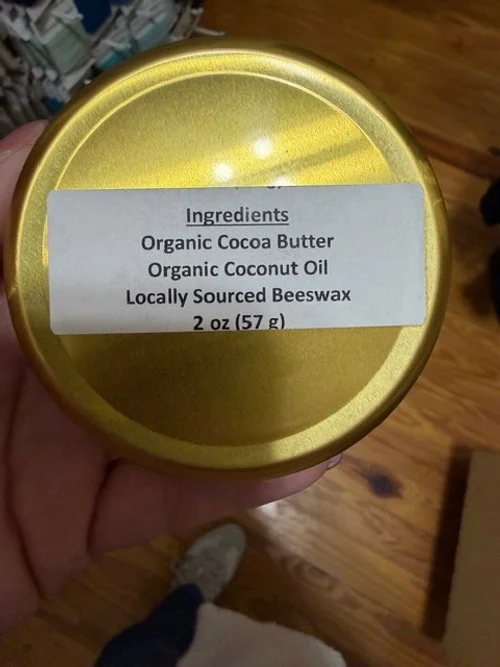 Ingredients
Organic Cocoa Butter
Organic Coconut Oil
Locally Sourced Beeswax
2 oz (57 g)